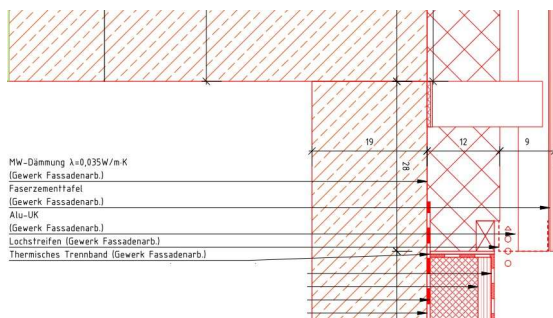 19
12
9
28
MW-Dämmung λ=0,035W/m·K
(Gewerk Fassadenarb.)
Faserzementtafel
(Gewerk Fassadenarb.)
Alu-UK
(Gewerk Fassadenarb.)
Lochstreifen (Gewerk Fassadenarb.)
Thermisches Trennband (Gewerk Fassadenarb.)